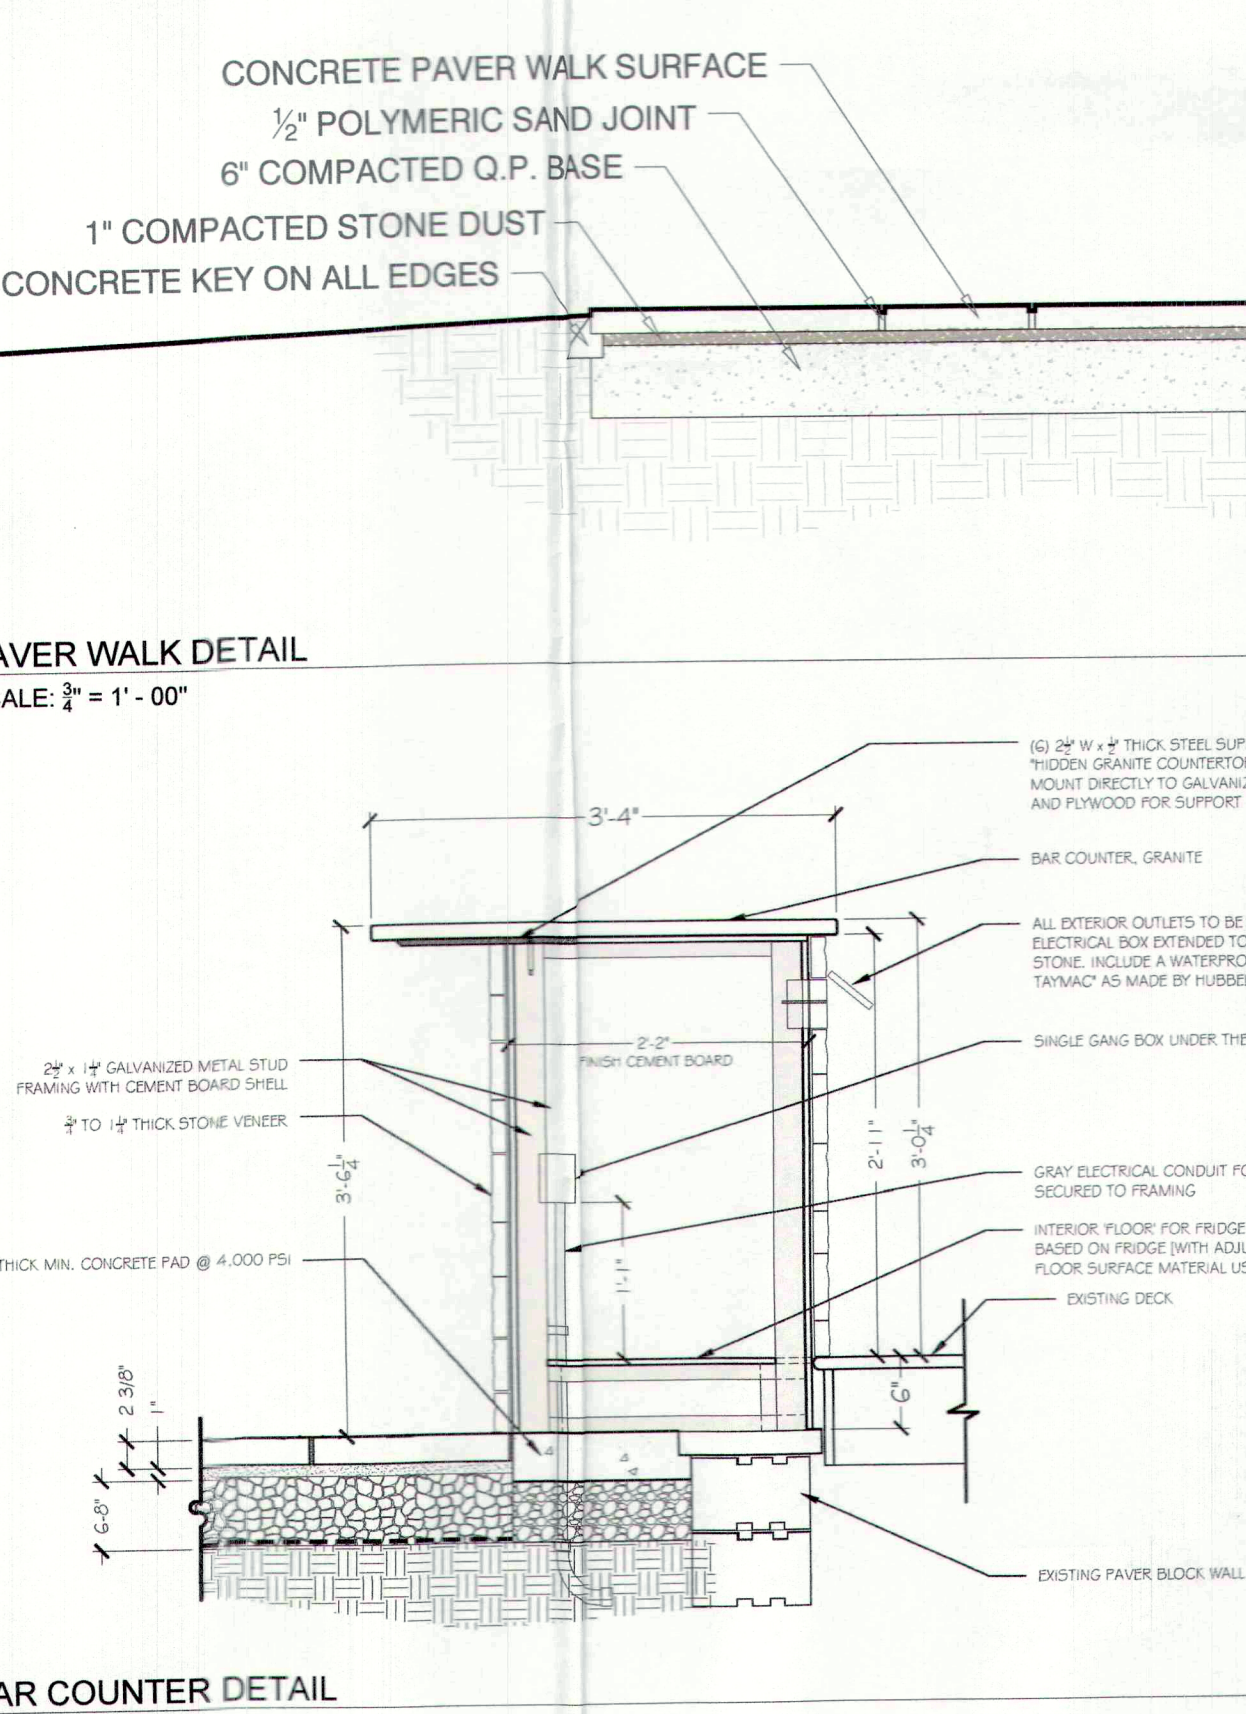 CONCRETE PAVER WALK SURFACE
½" POLYMERIC SAND JOINT
6" COMPACTED Q.P. BASE
1" COMPACTED STONE DUST
CONCRETE KEY ON ALL EDGES
AVER WALK DETAIL
ALE: ¾" = 1' - 00"
(6) 2½" W x ½" THICK STEEL SUP
"HIDDEN GRANITE COUNTERTO
MOUNT DIRECTLY TO GALVANIZ
AND PLYWOOD FOR SUPPORT
3'-4"
BAR COUNTER, GRANITE
ALL EXTERIOR OUTLETS TO BE
ELECTRICAL BOX EXTENDED TO
STONE. INCLUDE A WATERPRO
TAYMAC" AS MADE BY HUBBE
2'-2"
FINISH CEMENT BOARD
SINGLE GANG BOX UNDER THE
2½" x 1¼" GALVANIZED METAL STUD
FRAMING WITH CEMENT BOARD SHELL
¾" TO 1¼" THICK STONE VENEER
3'-6¼"
2'-11"
3'-0¼"
GRAY ELECTRICAL CONDUIT FO
SECURED TO FRAMING
1'-1"
INTERIOR 'FLOOR' FOR FRIDGE
BASED ON FRIDGE [WITH ADJU
FLOOR SURFACE MATERIAL US
THICK MIN. CONCRETE PAD @ 4,000 PSI
EXISTING DECK
2 3/8"
1"
6"
6-8"
EXISTING PAVER BLOCK WALL
AR COUNTER DETAIL